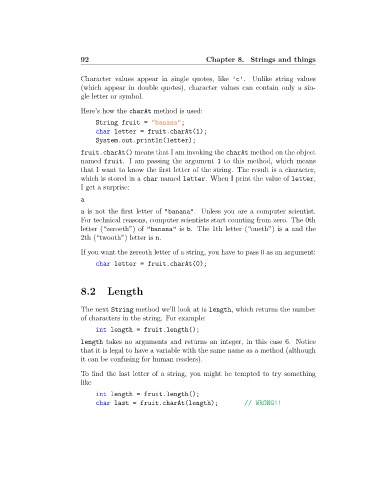 92 Chapter 8. Strings and things
Character values appear in single quotes, like 'c'. Unlike string values
(which appear in double quotes), character values can contain only a sin-
gle letter or symbol.
Here's how the charAt method is used:
String fruit = "banana";
char letter = fruit.charAt(1);
System.out.println(letter);
fruit.charAt() means that I am invoking the charAt method on the object
named fruit. I am passing the argument 1 to this method, which means
that I want to know the first letter of the string. The result is a character,
which is stored in a char named letter. When I print the value of letter,
I get a surprise:
a
a is not the first letter of "banana". Unless you are a computer scientist.
For technical reasons, computer scientists start counting from zero. The 0th
letter ("zeroeth") of "banana" is b. The 1th letter ("oneth") is a and the
2th ("twooth") letter is n.
If you want the zereoth letter of a string, you have to pass 0 as an argument:
char letter = fruit.charAt(0);
8.2 Length
The next String method we'll look at is length, which returns the number
of characters in the string. For example:
int length = fruit.length();
length takes no arguments and returns an integer, in this case 6. Notice
that it is legal to have a variable with the same name as a method (although
it can be confusing for human readers).
To find the last letter of a string, you might be tempted to try something
like
int length = fruit.length();
char last = fruit.charAt(length); // WRONG!!